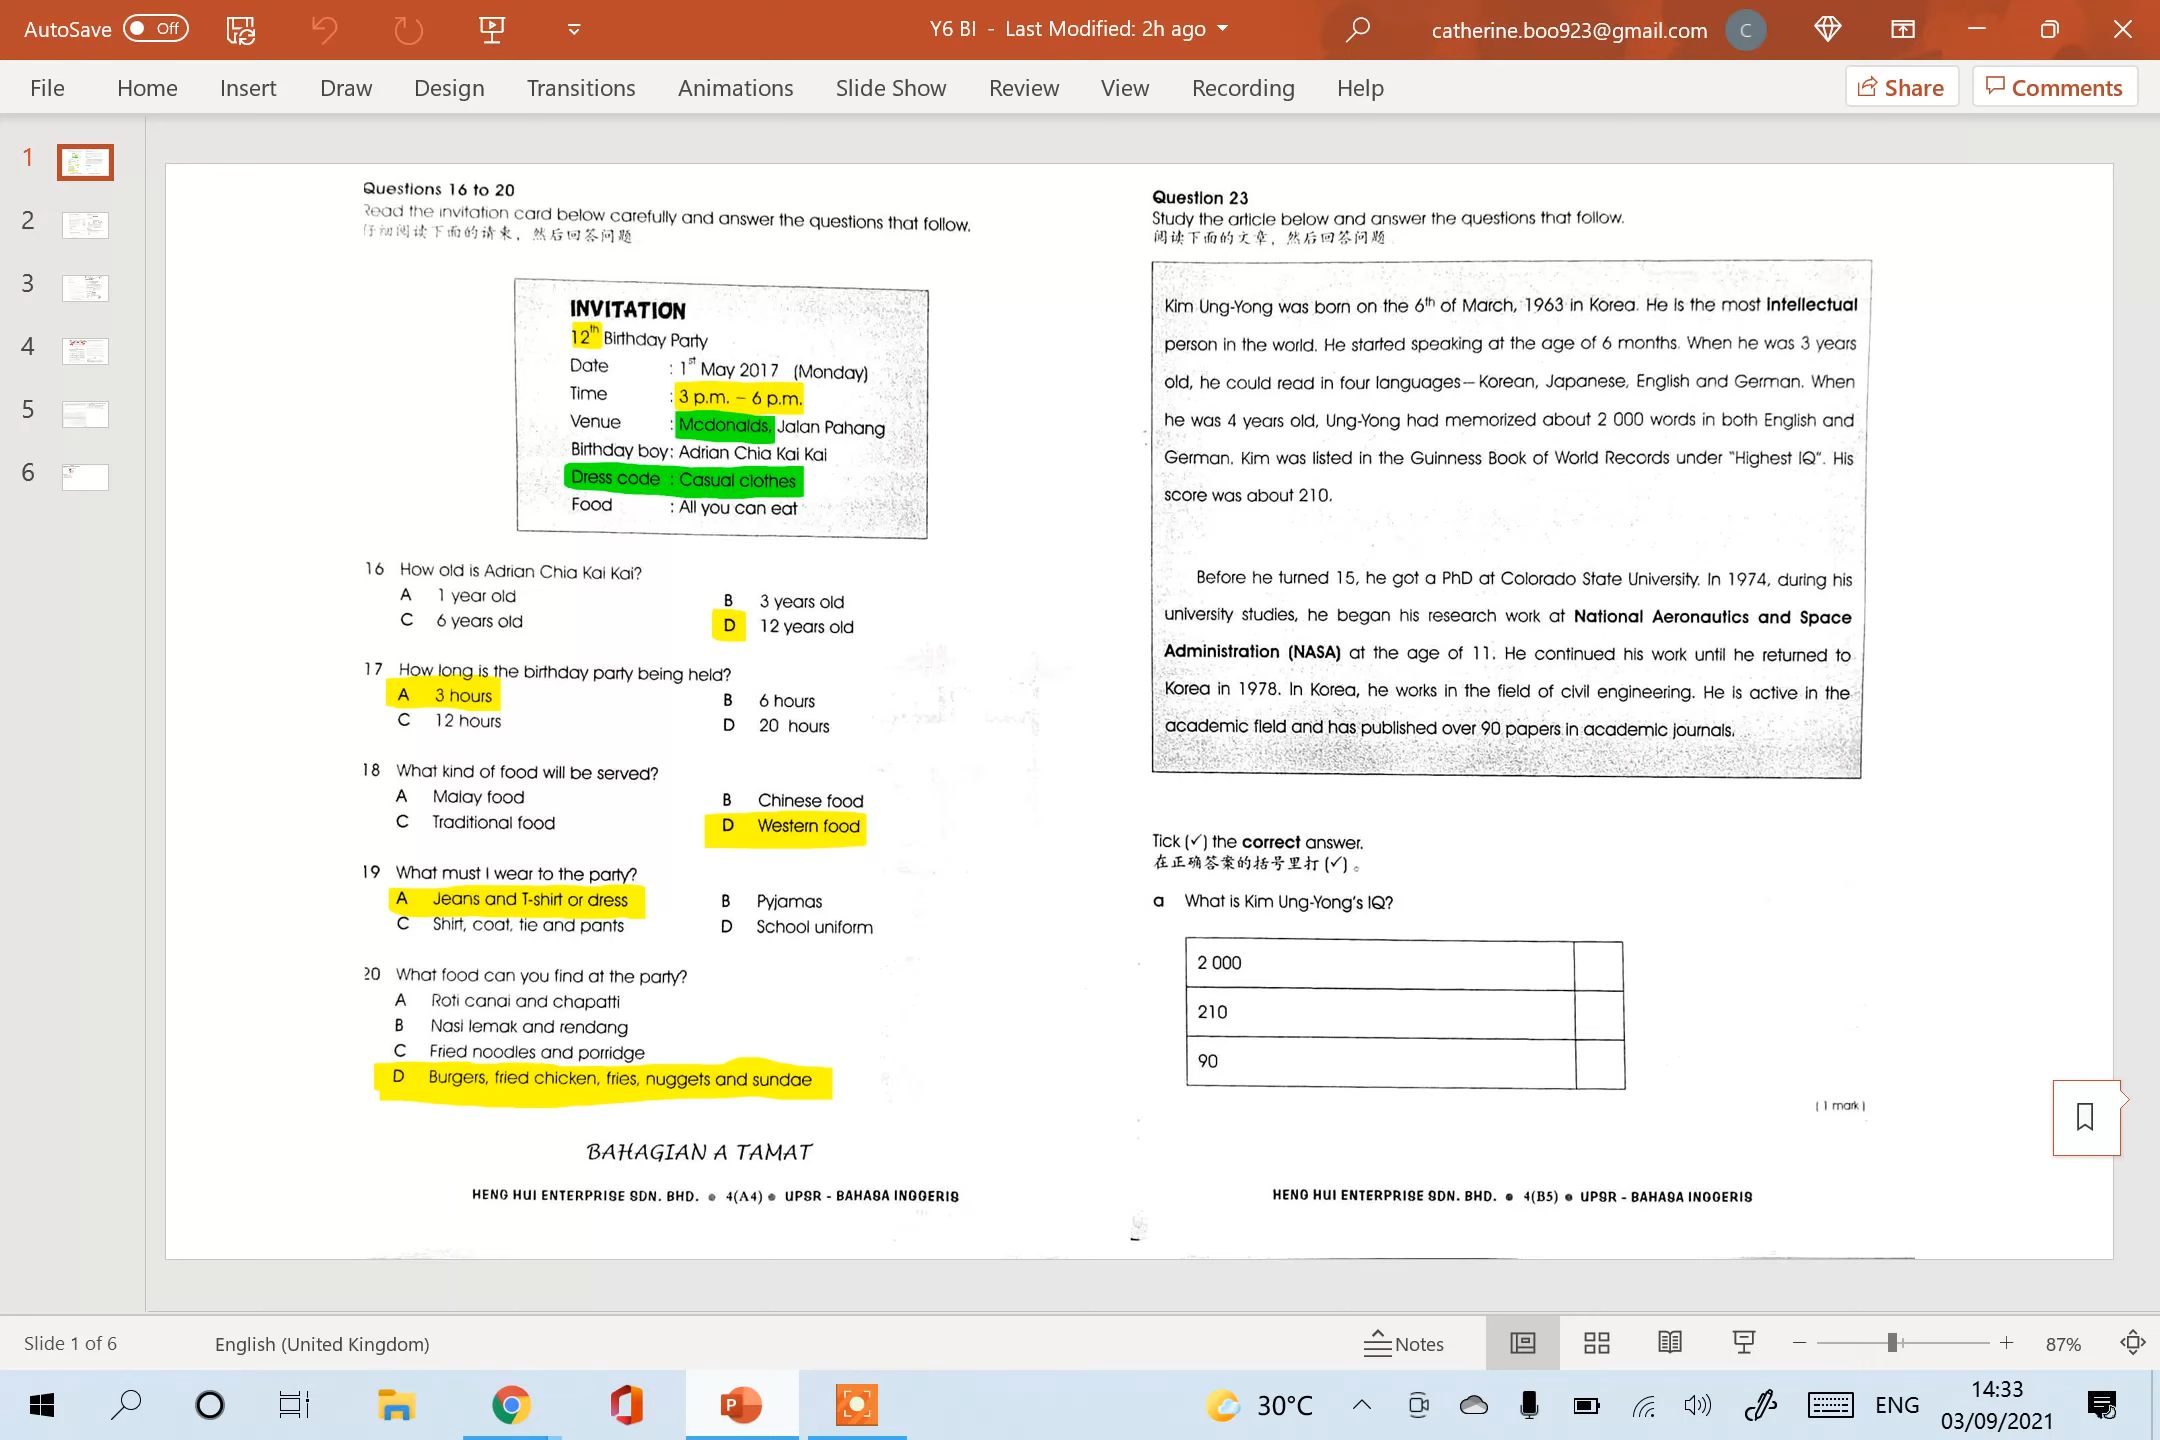 AutoSave Off
Y6 BI - Last Modified: 2h ago
catherine.boo923@gmail.com
C
File Home Insert Draw Design Transitions Animations Slide Show Review View Recording Help
Share Comments
1
2
3
4
5
6
Questions 16 to 20
Read the invitation card below carefully and answer the questions that follow.
仔细阅读下面的请柬，然后回答问题
INVITATION
12th Birthday Party
Date : 1st May 2017 (Monday)
Time : 3 p.m. – 6 p.m.
Venue : Mcdonalds, Jalan Pahang
Birthday boy : Adrian Chia Kai Kai
Dress code : Casual clothes
Food : All you can eat
16 How old is Adrian Chia Kai Kai?
A 1 year old B 3 years old
C 6 years old D 12 years old
17 How long is the birthday party being held?
A 3 hours B 6 hours
C 12 hours D 20 hours
18 What kind of food will be served?
A Malay food B Chinese food
C Traditional food D Western food
19 What must I wear to the party?
A Jeans and T-shirt or dress B Pyjamas
C Shirt, coat, tie and pants D School uniform
20 What food can you find at the party?
A Roti canai and chapatti
B Nasi lemak and rendang
C Fried noodles and porridge
D Burgers, fried chicken, fries, nuggets and sundae
BAHAGIAN A TAMAT
HENG HUI ENTERPRISE SDN. BHD. ● 4(A4) ● UPSR - BAHASA INGGERIS
Question 23
Study the article below and answer the questions that follow.
阅读下面的文章，然后回答问题
Kim Ung-Yong was born on the 6th of March, 1963 in Korea. He is the most intellectual
person in the world. He started speaking at the age of 6 months. When he was 3 years
old, he could read in four languages – Korean, Japanese, English and German. When
he was 4 years old, Ung-Yong had memorized about 2 000 words in both English and
German. Kim was listed in the Guinness Book of World Records under "Highest IQ". His
score was about 210.
Before he turned 15, he got a PhD at Colorado State University. In 1974, during his
university studies, he began his research work at National Aeronautics and Space
Administration (NASA) at the age of 11. He continued his work until he returned to
Korea in 1978. In Korea, he works in the field of civil engineering. He is active in the
academic field and has published over 90 papers in academic journals.
Tick (✓) the correct answer.
在正确答案的括号里打 (✓) 。
a What is Kim Ung-Yong's IQ?
2 000
210
90
( 1 mark )
HENG HUI ENTERPRISE SDN. BHD. ● 4(B5) ● UPSR - BAHASA INGGERIS
Slide 1 of 6 English (United Kingdom) Notes 87%
30°C ENG 14:33
03/09/2021